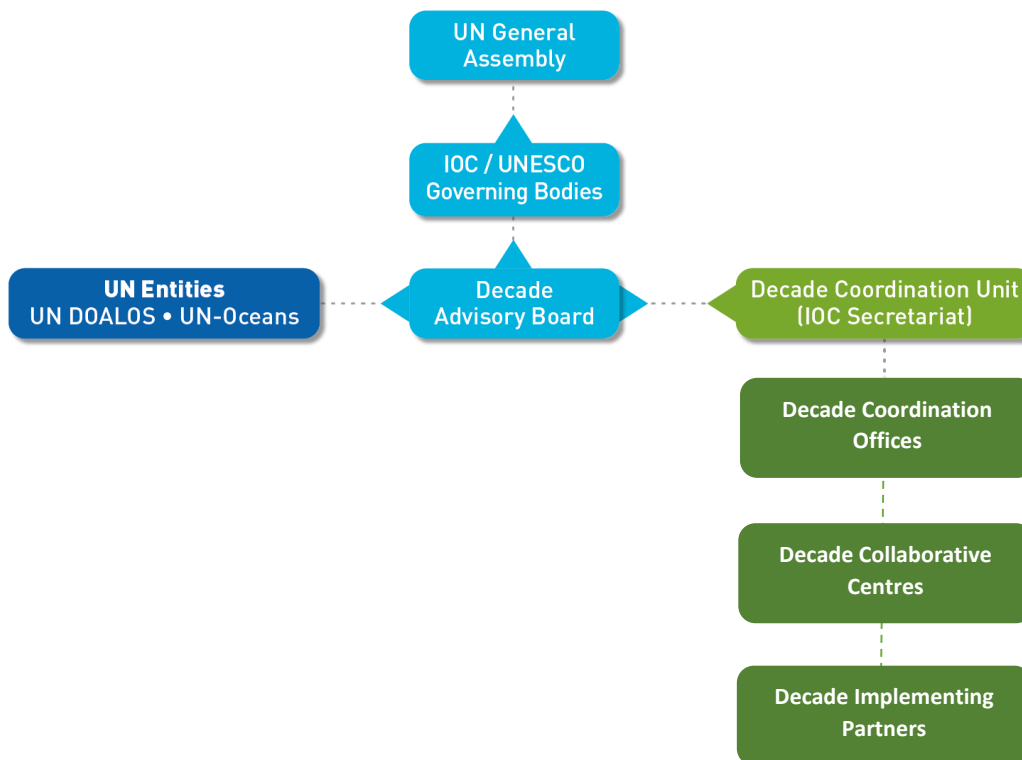 UN General
Assembly
IOC / UNESCO
Governing Bodies
UN Entities
UN DOALOS • UN-Oceans
Decade
Advisory Board
Decade Coordination Unit
(IOC Secretariat)
Decade Coordination
Offices
Decade Collaborative
Centres
Decade Implementing
Partners